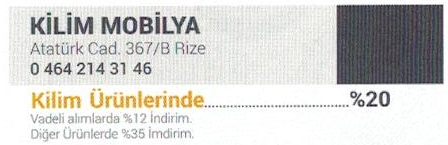 KİLİM MOBİLYA
Atatürk Cad. 367/B Rize
0 464 214 31 46
Kilim Ürünlerinde..............................%20
Vadeli alımlarda %12 İndirim.
Diğer Ürünlerde %35 İmdirim.